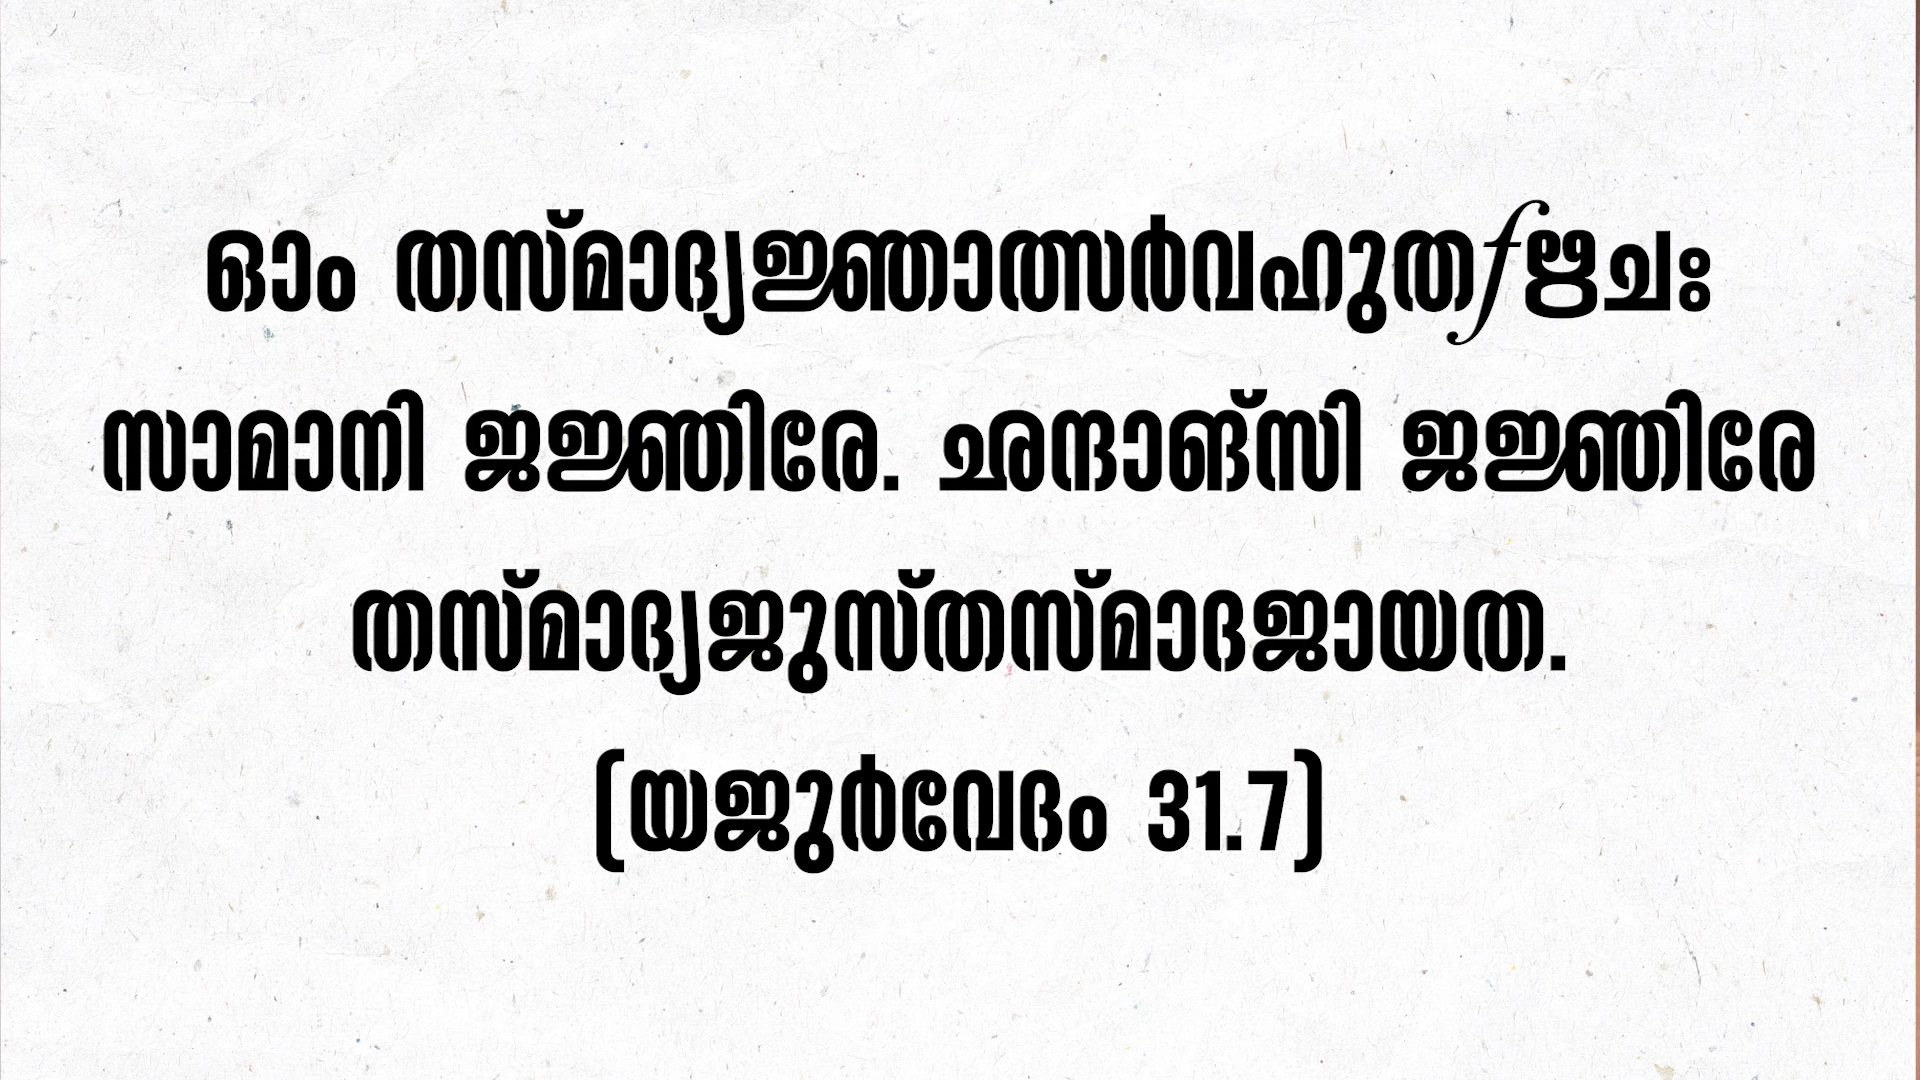 ഓം തസ്മാദ്യജ്ഞാത്സർവഹുതƒഋചഃ
സാമാനി ജജ്ഞിരേ. ഛന്ദാങ്സി ജജ്ഞിരേ
തസ്മാദ്യജുസ്തസ്മാദജായത.
(യജുർവേദം 31.7)